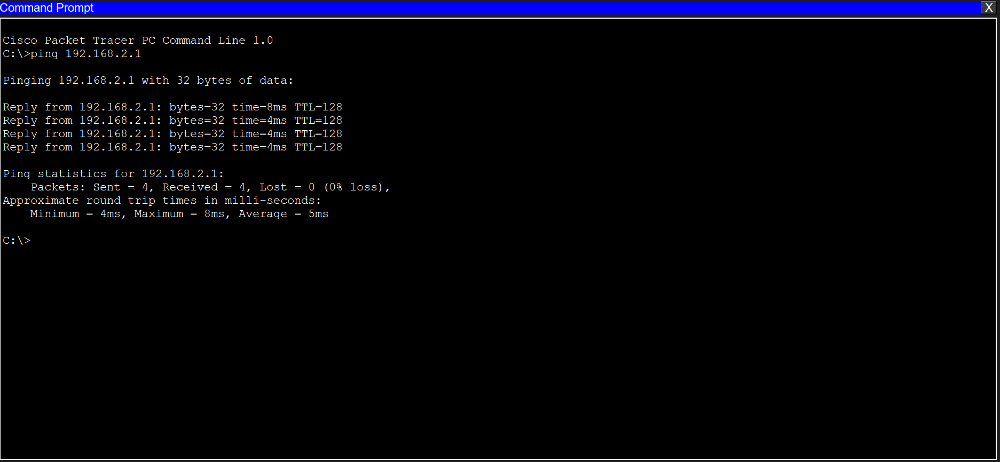 Command Prompt
X
Cisco Packet Tracer PC Command Line 1.0
C:\>ping 192.168.2.1
Pinging 192.168.2.1 with 32 bytes of data:
Reply from 192.168.2.1: bytes=32 time=8ms TTL=128
Reply from 192.168.2.1: bytes=32 time=4ms TTL=128
Reply from 192.168.2.1: bytes=32 time=4ms TTL=128
Reply from 192.168.2.1: bytes=32 time=4ms TTL=128
Ping statistics for 192.168.2.1:
    Packets: Sent = 4, Received = 4, Lost = 0 (0% loss),
Approximate round trip times in milli-seconds:
    Minimum = 4ms, Maximum = 8ms, Average = 5ms
C:\>